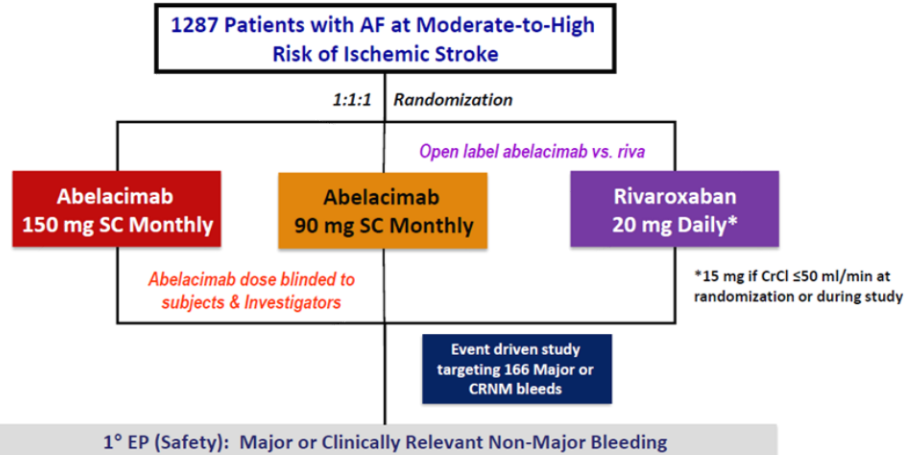 1287 Patients with AF at Moderate-to-High
Risk of Ischemic Stroke
1:1:1 Randomization
Open label abelacimab vs. riva
Abelacimab
150 mg SC Monthly
Abelacimab
90 mg SC Monthly
Rivaroxaban
20 mg Daily*
Abelacimab dose blinded to
subjects & Investigators
*15 mg if CrCl ≤50 ml/min at
randomization or during study
Event driven study
targeting 166 Major or
CRNM bleeds
1° EP (Safety): Major or Clinically Relevant Non-Major Bleeding